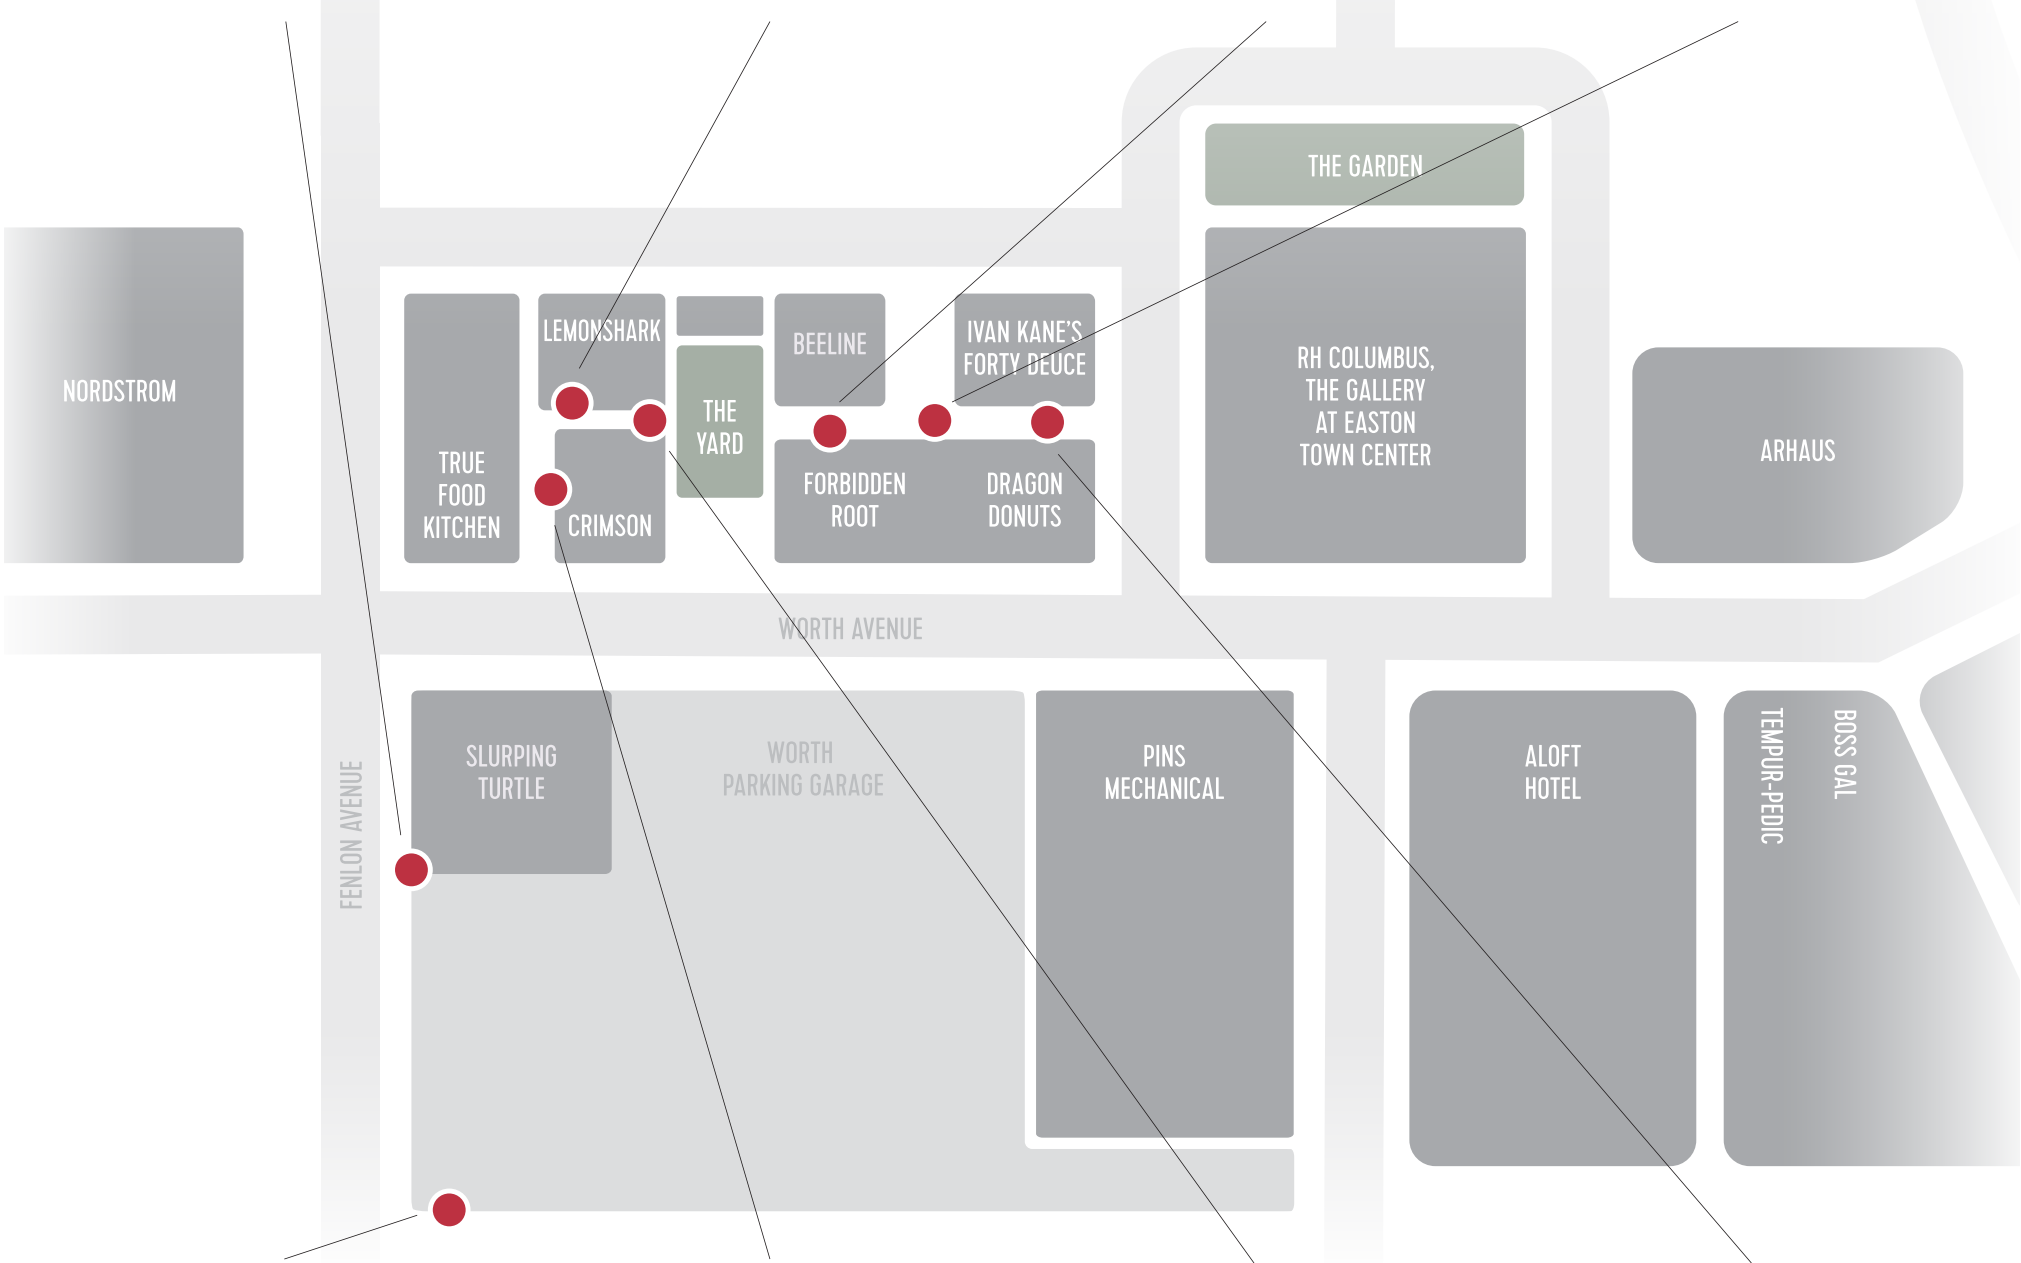 THE GARDEN
NORDSTROM
TRUE
FOOD
KITCHEN
LEMONSHARK
CRIMSON
THE
YARD
BEELINE
IVAN KANE'S
FORTY DEUCE
FORBIDDEN
ROOT
DRAGON
DONUTS
RH COLUMBUS,
THE GALLERY
AT EASTON
TOWN CENTER
ARHAUS
WORTH AVENUE
FENLON AVENUE
SLURPING
TURTLE
WORTH
PARKING GARAGE
PINS
MECHANICAL
ALOFT
HOTEL
TEMPUR-PEDIC
BOSS GAL